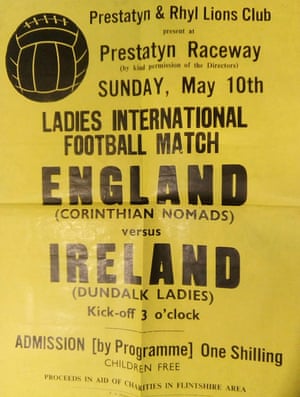 Prestatyn & Rhyl Lions Club
present at
Prestatyn Raceway
(by kind permission of the Directors)
SUNDAY, May 10th
LADIES INTERNATIONAL
FOOTBALL MATCH
ENGLAND
(CORINTHIAN NOMADS)
versus
IRELAND
(DUNDALK LADIES)
Kick-off 3 o'clock
ADMISSION [by Programme] One Shilling
CHILDREN FREE
PROCEEDS IN AID OF CHARITIES IN FLINTSHIRE AREA